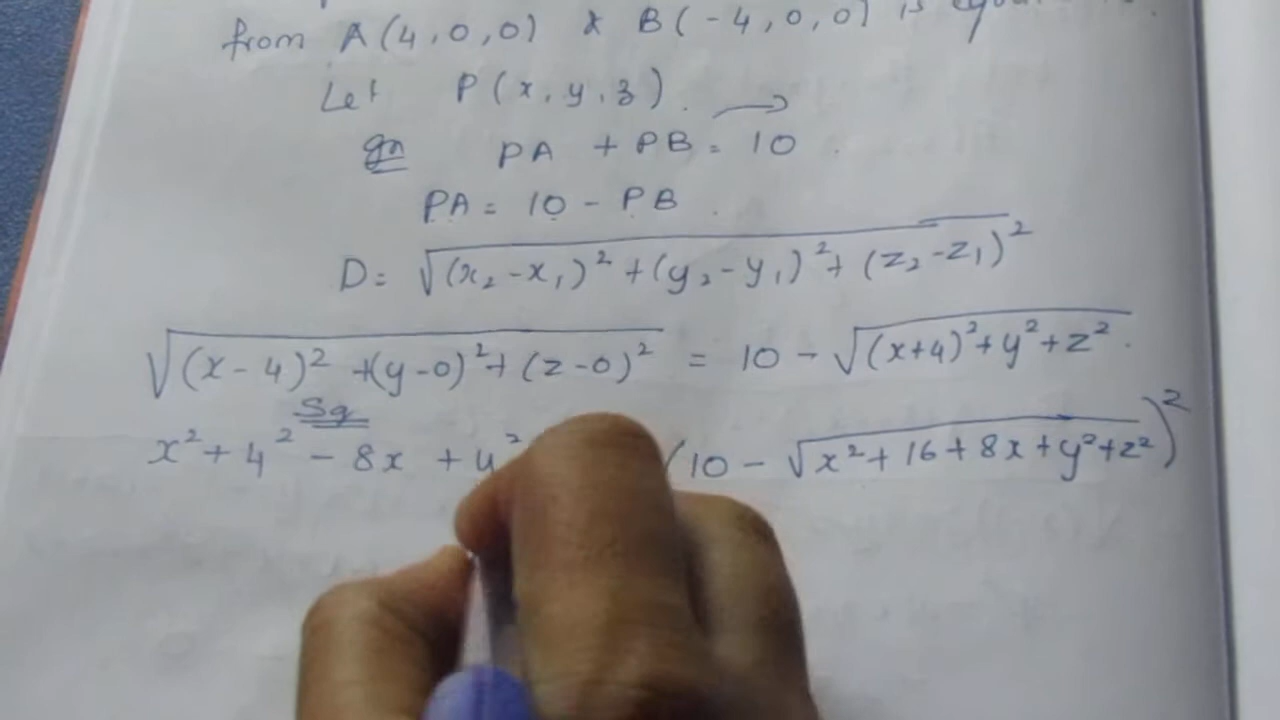 from A(4,0,0) & B(-4,0,0) is
Let P(x,y,z).
gn PA + PB = 10.
PA = 10 - PB.
D = √(x₂-x₁)² + (y₂-y₁)² + (z₂-z₁)²
√(x-4)² + (y-0)² + (z-0)² = 10 - √(x+4)² + y² + z².
Sq
x² + 4² - 8x + y² (10 - √x² + 16 + 8x + y² + z²)²